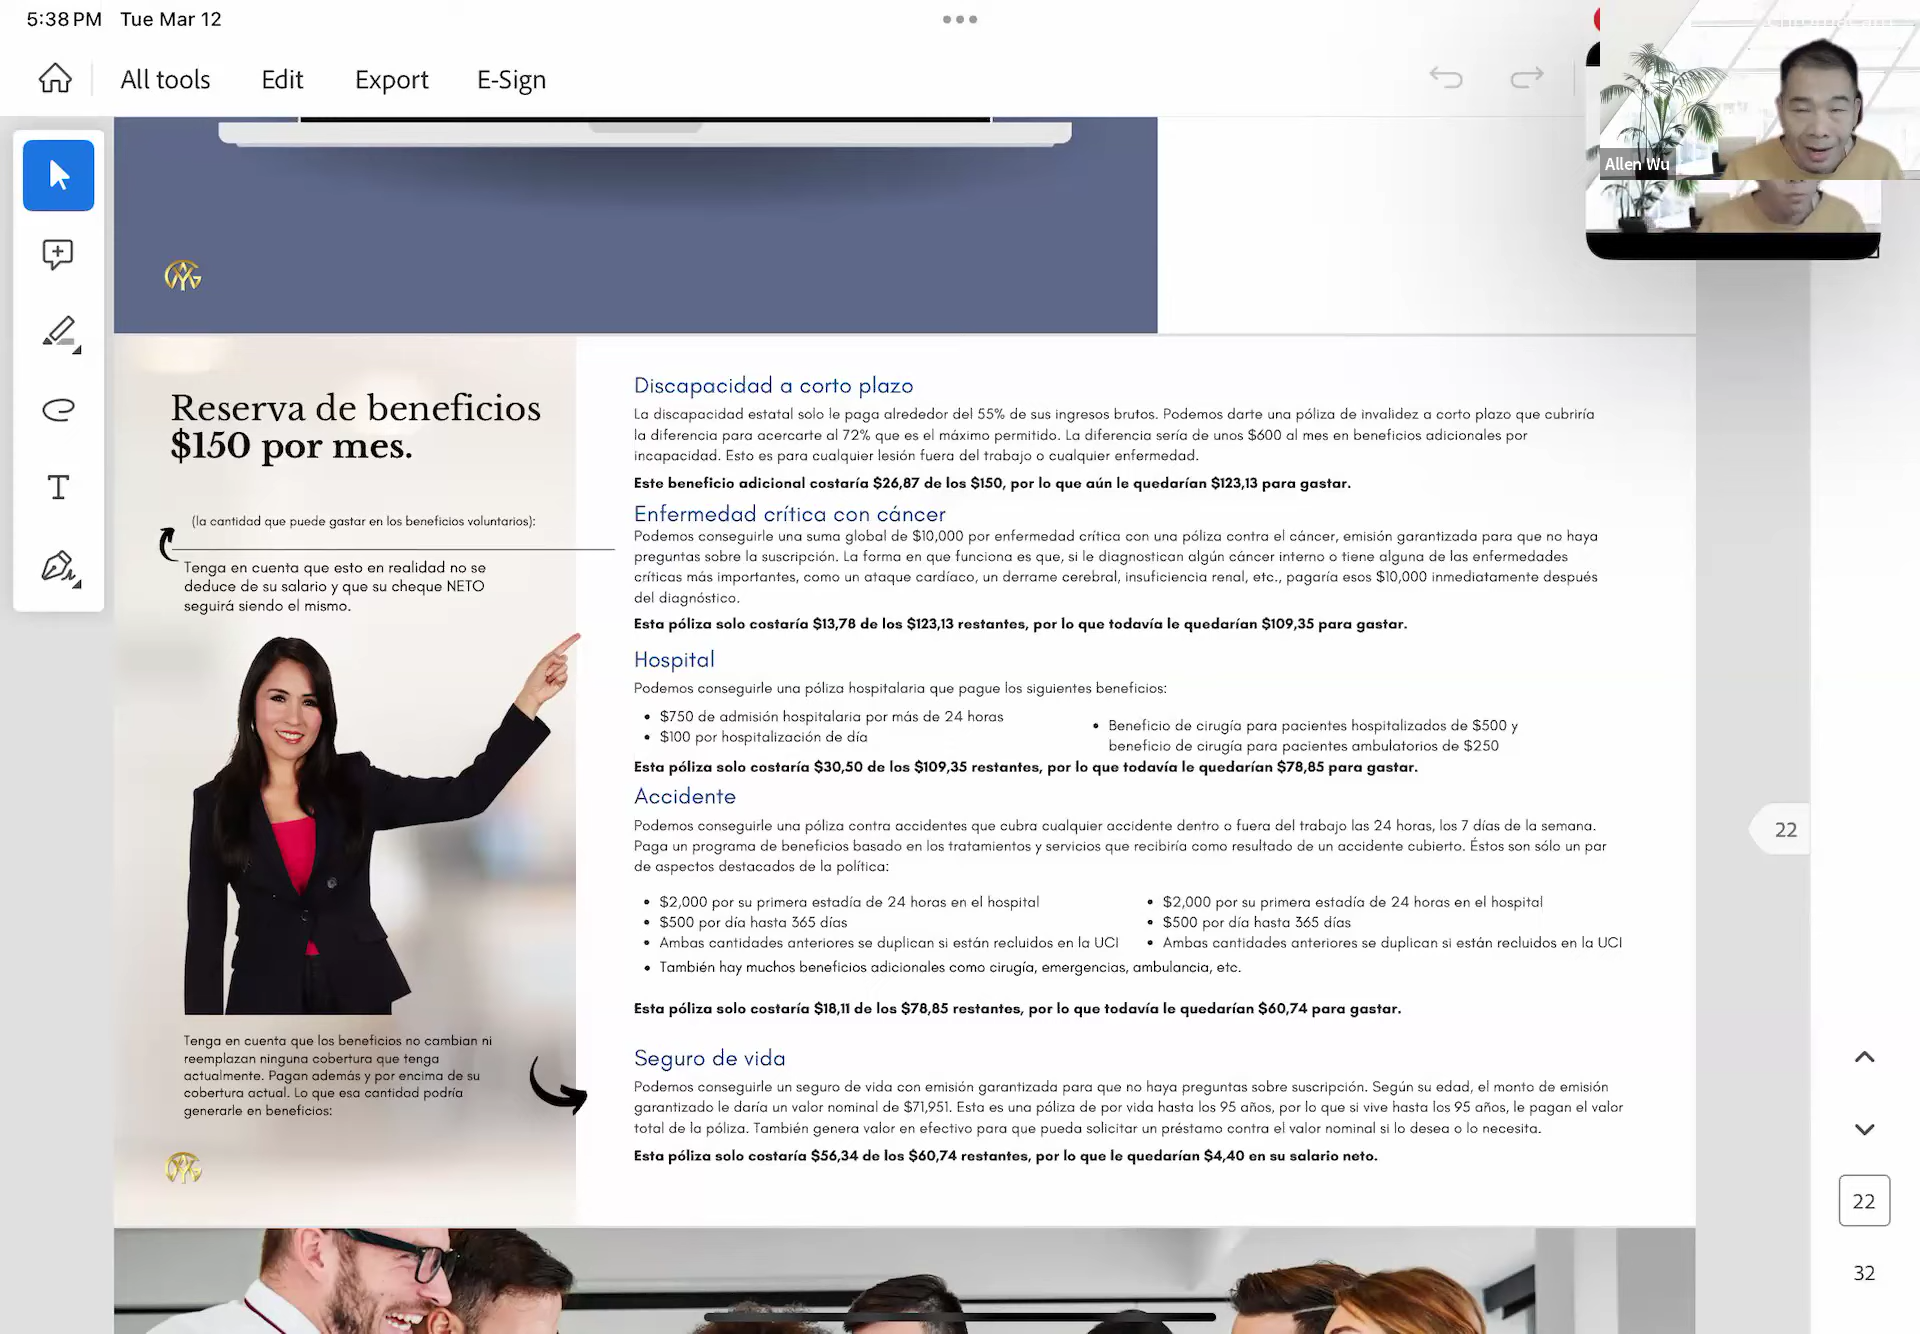 5:38 PM Tue Mar 12
All tools Edit Export E-Sign
Allen Wu
Reserva de beneficios
$150 por mes.
(la cantidad que puede gastar en los beneficios voluntarios):
Tenga en cuenta que esto en realidad no se
deduce de su salario y que su cheque NETO
seguirá siendo el mismo.
Tenga en cuenta que los beneficios no cambian ni
reemplazan ninguna cobertura que tenga
actualmente. Pagan además y por encima de su
cobertura actual. Lo que esa cantidad podría
generarle en beneficios:
Discapacidad a corto plazo
La discapacidad estatal solo le paga alrededor del 55% de sus ingresos brutos. Podemos darte una póliza de invalidez a corto plazo que cubriría
la diferencia para acercarte al 72% que es el máximo permitido. La diferencia sería de unos $600 al mes en beneficios adicionales por
incapacidad. Esto es para cualquier lesión fuera del trabajo o cualquier enfermedad.
Este beneficio adicional costaría $26,87 de los $150, por lo que aún le quedarían $123,13 para gastar.
Enfermedad crítica con cáncer
Podemos conseguirle una suma global de $10,000 por enfermedad crítica con una póliza contra el cáncer, emisión garantizada para que no haya
preguntas sobre la suscripción. La forma en que funciona es que, si le diagnostican algún cáncer interno o tiene alguna de las enfermedades
críticas más importantes, como un ataque cardíaco, un derrame cerebral, insuficiencia renal, etc., pagaría esos $10,000 inmediatamente después
del diagnóstico.
Esta póliza solo costaría $13,78 de los $123,13 restantes, por lo que todavía le quedarían $109,35 para gastar.
Hospital
Podemos conseguirle una póliza hospitalaria que pague los siguientes beneficios:
• $750 de admisión hospitalaria por más de 24 horas
• $100 por hospitalización de día
• Beneficio de cirugía para pacientes hospitalizados de $500 y
beneficio de cirugía para pacientes ambulatorios de $250
Esta póliza solo costaría $30,50 de los $109,35 restantes, por lo que todavía le quedarían $78,85 para gastar.
Accidente
Podemos conseguirle una póliza contra accidentes que cubra cualquier accidente dentro o fuera del trabajo las 24 horas, los 7 días de la semana.
Paga un programa de beneficios basado en los tratamientos y servicios que recibiría como resultado de un accidente cubierto. Éstos son sólo un par
de aspectos destacados de la política:
• $2,000 por su primera estadía de 24 horas en el hospital
• $500 por día hasta 365 días
• Ambas cantidades anteriores se duplican si están recluidos en la UCI
• $2,000 por su primera estadía de 24 horas en el hospital
• $500 por día hasta 365 días
• Ambas cantidades anteriores se duplican si están recluidos en la UCI
• También hay muchos beneficios adicionales como cirugía, emergencias, ambulancia, etc.
Esta póliza solo costaría $18,11 de los $78,85 restantes, por lo que todavía le quedarían $60,74 para gastar.
Seguro de vida
Podemos conseguirle un seguro de vida con emisión garantizada para que no haya preguntas sobre suscripción. Según su edad, el monto de emisión
garantizado le daría un valor nominal de $71,951. Esta es una póliza de por vida hasta los 95 años, por lo que si vive hasta los 95 años, le pagan el valor
total de la póliza. También genera valor en efectivo para que pueda solicitar un préstamo contra el valor nominal si lo desea o lo necesita.
Esta póliza solo costaría $56,34 de los $60,74 restantes, por lo que le quedarían $4,40 en su salario neto.
22
22
32